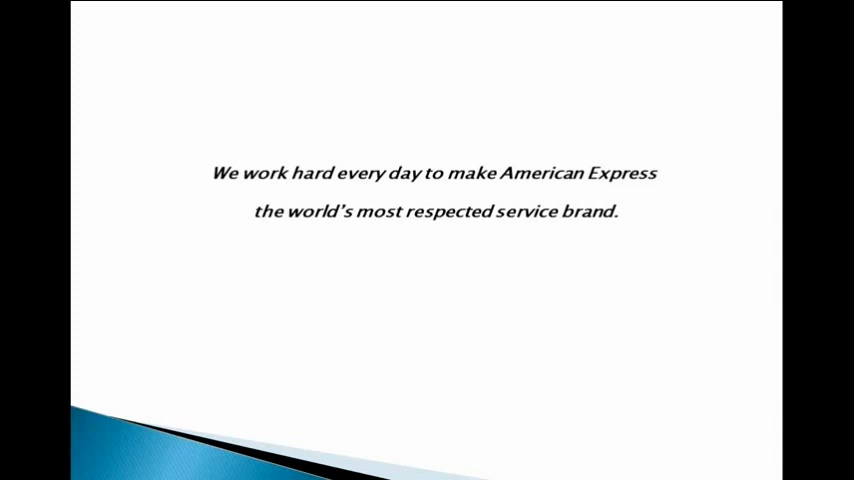 We work hard every day to make American Express
the world's most respected service brand.